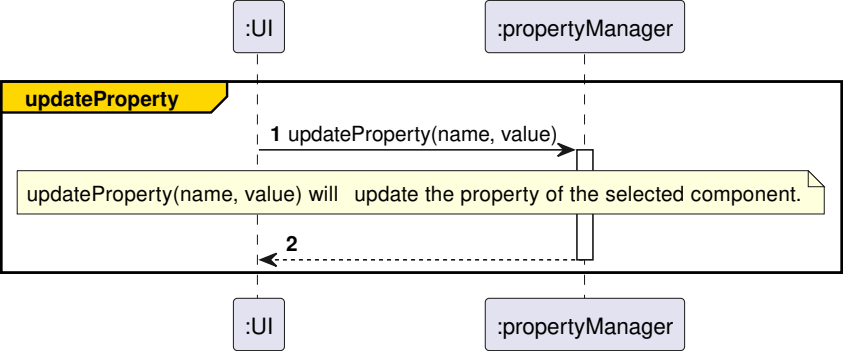 :UI
:propertyManager
updateProperty
1 updateProperty(name, value)
updateProperty(name, value) will update the property of the selected component.
2
:UI
:propertyManager